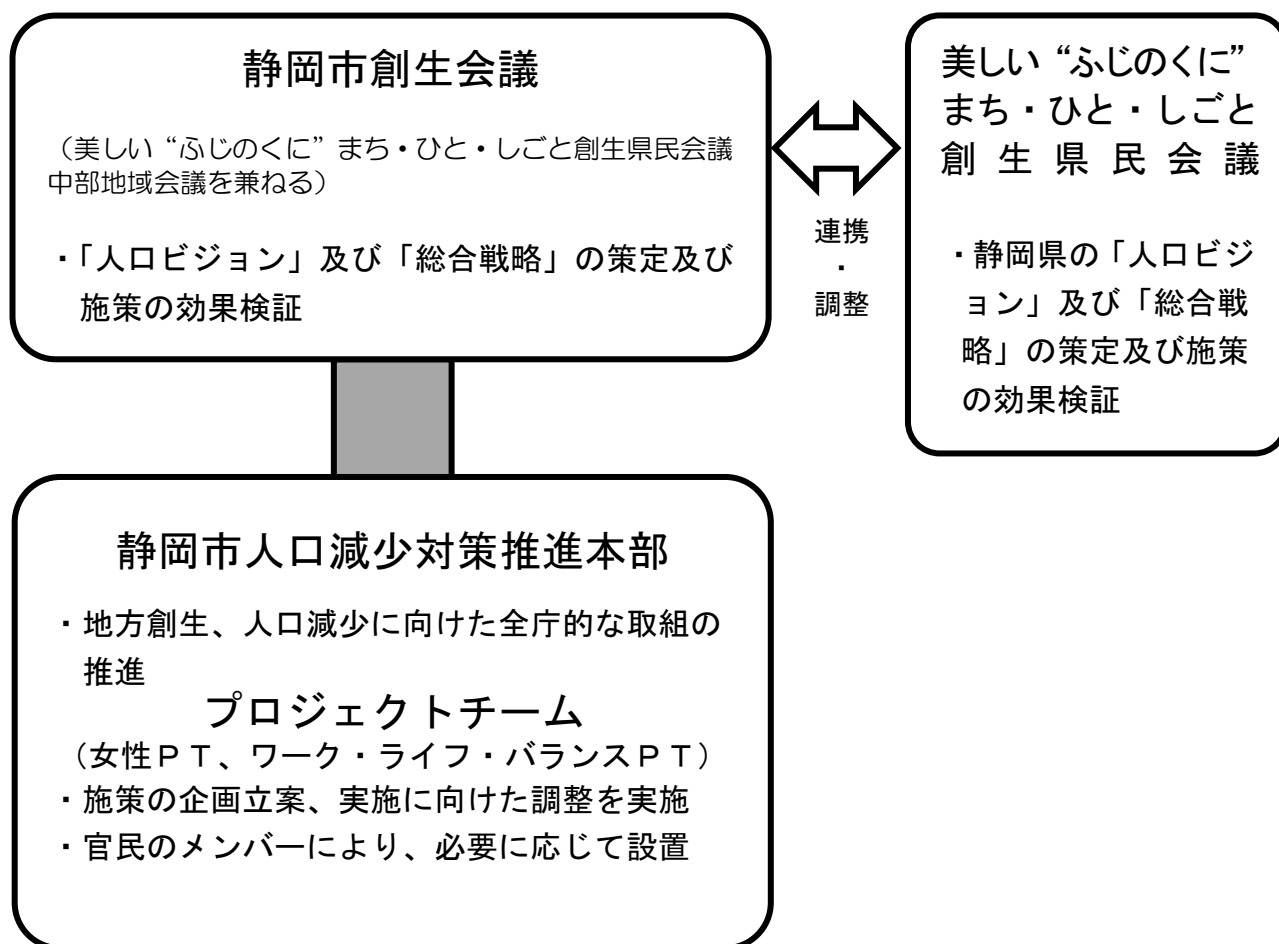 静岡市創生会議
（美しい“ふじのくに”まち・ひと・しごと創生県民会議
中部地域会議を兼ねる）
・「人口ビジョン」及び「総合戦略」の策定及び
施策の効果検証
連携
・
調整
美しい“ふじのくに”
まち・ひと・しごと
創生県民会議
・静岡県の「人口ビジ
ョン」及び「総合戦
略」の策定及び施策
の効果検証
静岡市人口減少対策推進本部
・地方創生、人口減少に向けた全庁的な取組の
推進
プロジェクトチーム
（女性ＰＴ、ワーク・ライフ・バランスＰＴ）
・施策の企画立案、実施に向けた調整を実施
・官民のメンバーにより、必要に応じて設置